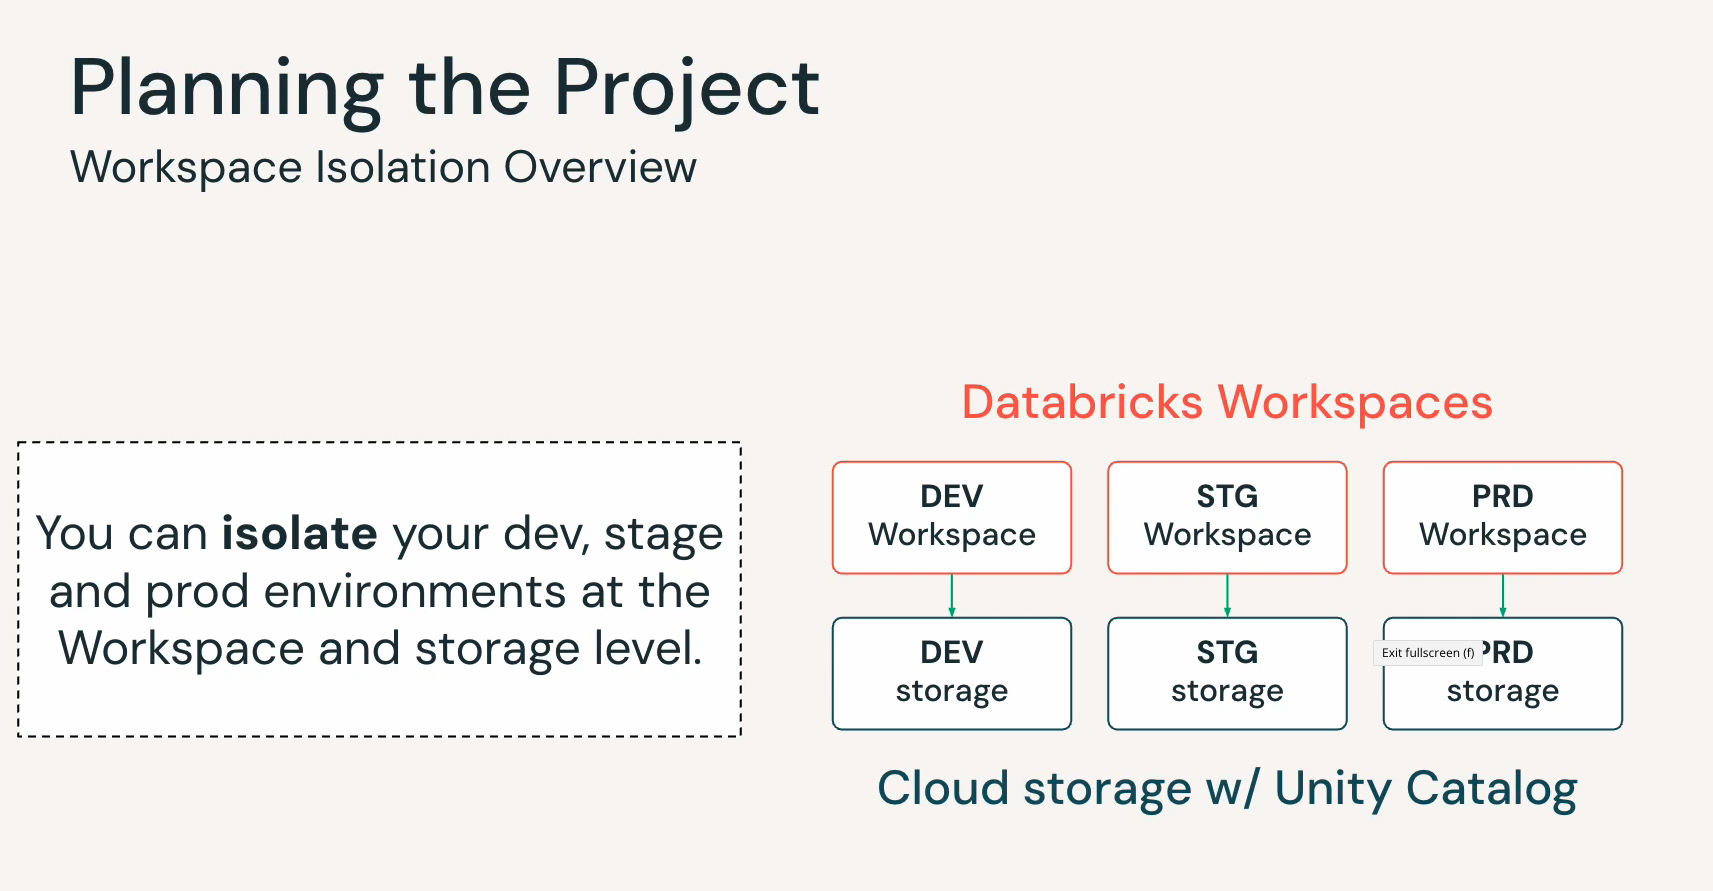 Planning the Project
Workspace Isolation Overview
You can isolate your dev, stage
and prod environments at the
Workspace and storage level.
Databricks Workspaces
DEV
Workspace
STG
Workspace
PRD
Workspace
DEV
storage
STG
storage
Exit fullscreen (f)
PRD
storage
Cloud storage w/ Unity Catalog